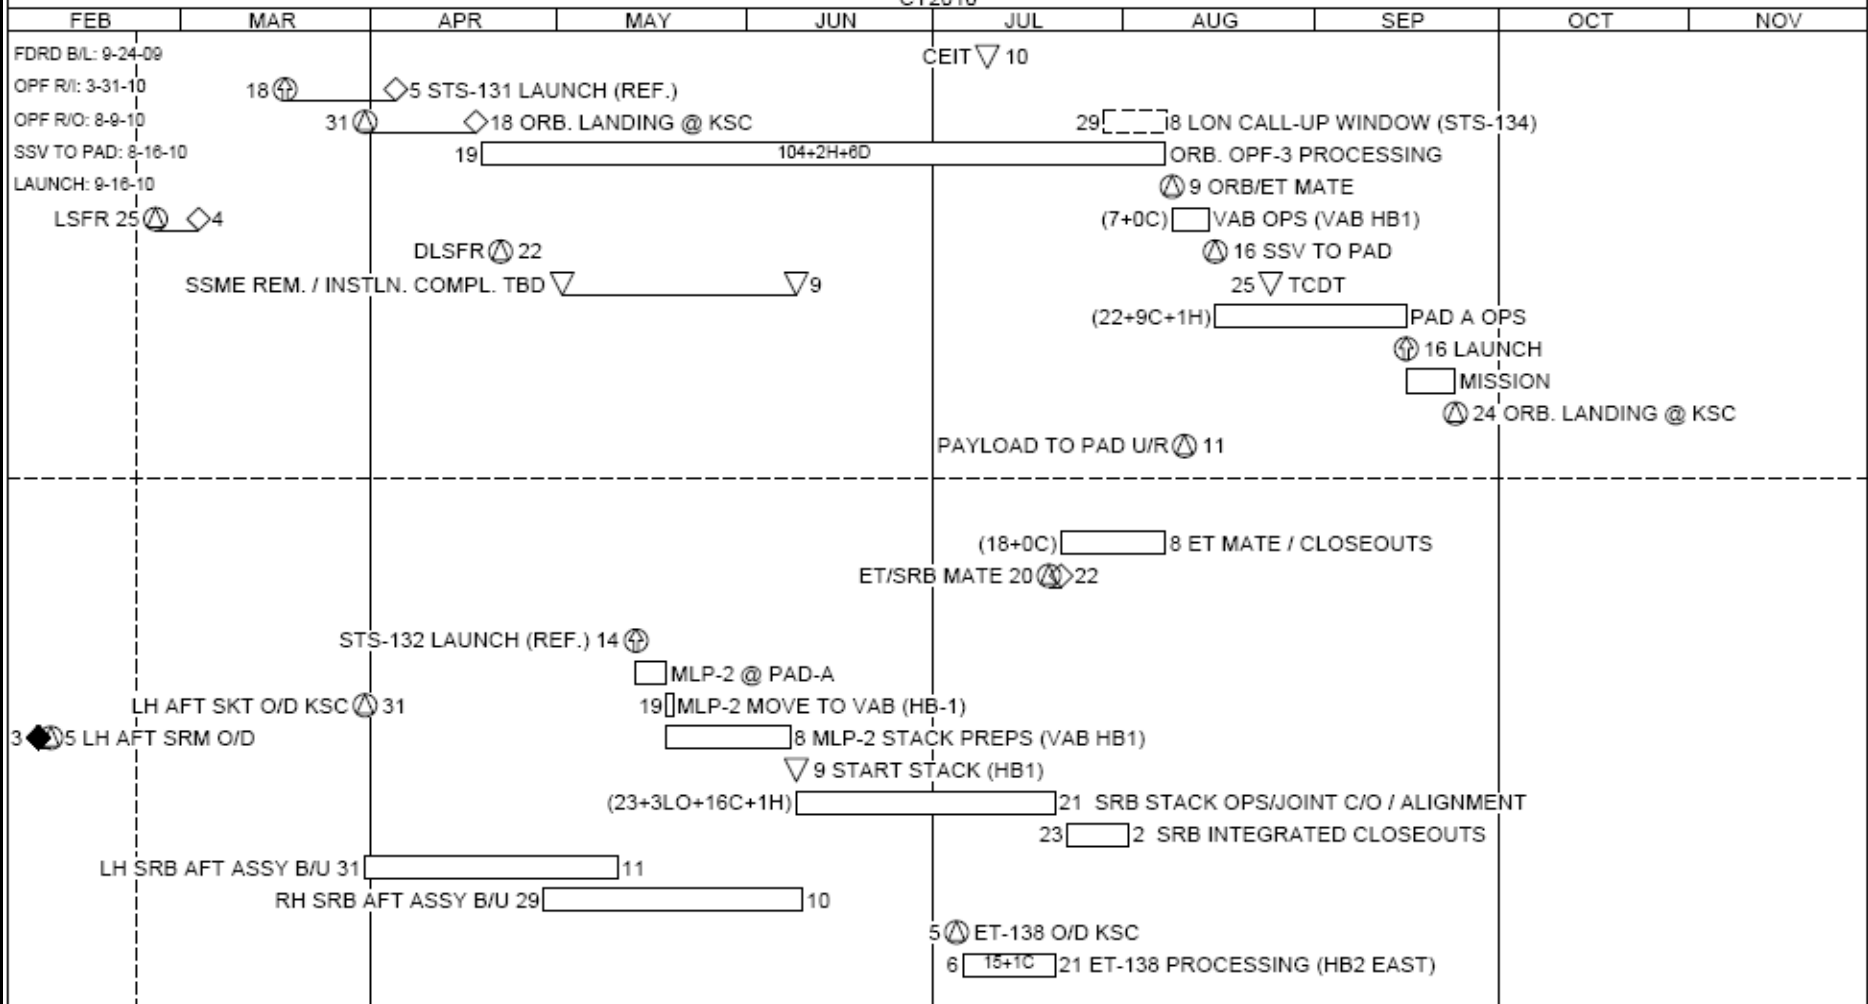 CY2010
FEB MAR APR MAY JUN JUL AUG SEP OCT NOV
FDRD B/L: 9-24-09 CEIT 10
OPF R/I: 3-31-10 18 5 STS-131 LAUNCH (REF.)
OPF R/O: 8-9-10 31 18 ORB. LANDING @ KSC 29 8 LON CALL-UP WINDOW (STS-134)
SSV TO PAD: 8-16-10 19 104+2H+6D ORB. OPF-3 PROCESSING
LAUNCH: 9-16-10 9 ORB/ET MATE
LSFR 25 4 (7+0C) VAB OPS (VAB HB1)
DLSFR 22 16 SSV TO PAD
SSME REM. / INSTLN. COMPL. TBD 9 25 TCDT
(22+9C+1H) PAD A OPS
16 LAUNCH
MISSION
24 ORB. LANDING @ KSC
PAYLOAD TO PAD U/R 11
(18+0C) 8 ET MATE / CLOSEOUTS
ET/SRB MATE 20 22
STS-132 LAUNCH (REF.) 14
MLP-2 @ PAD-A
LH AFT SKT O/D KSC 31 19 MLP-2 MOVE TO VAB (HB-1)
3 5 LH AFT SRM O/D 8 MLP-2 STACK PREPS (VAB HB1)
9 START STACK (HB1)
(23+3LO+16C+1H) 21 SRB STACK OPS/JOINT C/O / ALIGNMENT
23 2 SRB INTEGRATED CLOSEOUTS
LH SRB AFT ASSY B/U 31 11
RH SRB AFT ASSY B/U 29 10
5 ET-138 O/D KSC
6 15+1C 21 ET-138 PROCESSING (HB2 EAST)